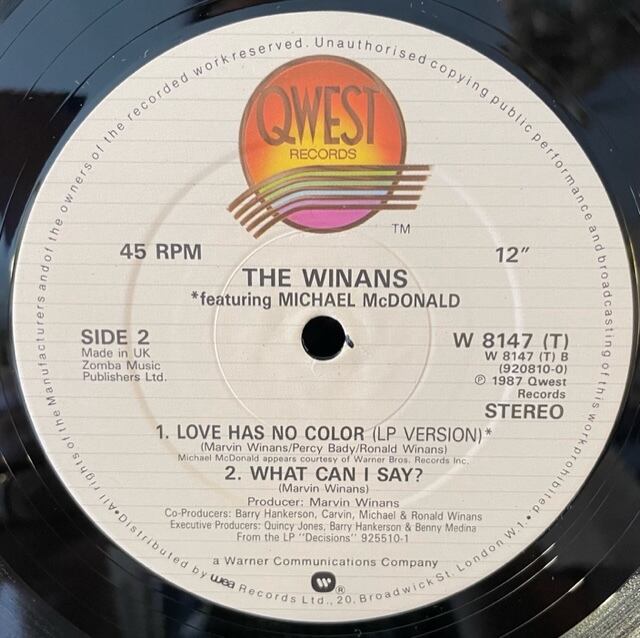 QWEST
RECORDS
TM
45 RPM
12"
THE WINANS
*featuring MICHAEL McDONALD
SIDE 2
Made in UK
Zomba Music
Publishers Ltd.
W 8147 (T)
W 8147 (T) B
(920810-0)
℗ 1987 Qwest
Records
STEREO
1. LOVE HAS NO COLOR (LP VERSION)*
(Marvin Winans/Percy Bady/Ronald Winans)
Michael McDonald appears courtesy of Warner Bros. Records Inc.
2. WHAT CAN I SAY?
(Marvin Winans)
Producer: Marvin Winans
Co-Producers: Barry Hankerson, Carvin, Michael & Ronald Winans
Executive Producers: Quincy Jones, Barry Hankerson & Benny Medina
From the LP "Decisions" 925510-1
a Warner Communications Company
W®
•All rights of the Manufacturers and of the owners of the recorded work reserved. Unauthorised copying public performance and broadcasting of this work prohibited.
•Distributed by wea Records Ltd., 20, Broadwick St. London W.1.•